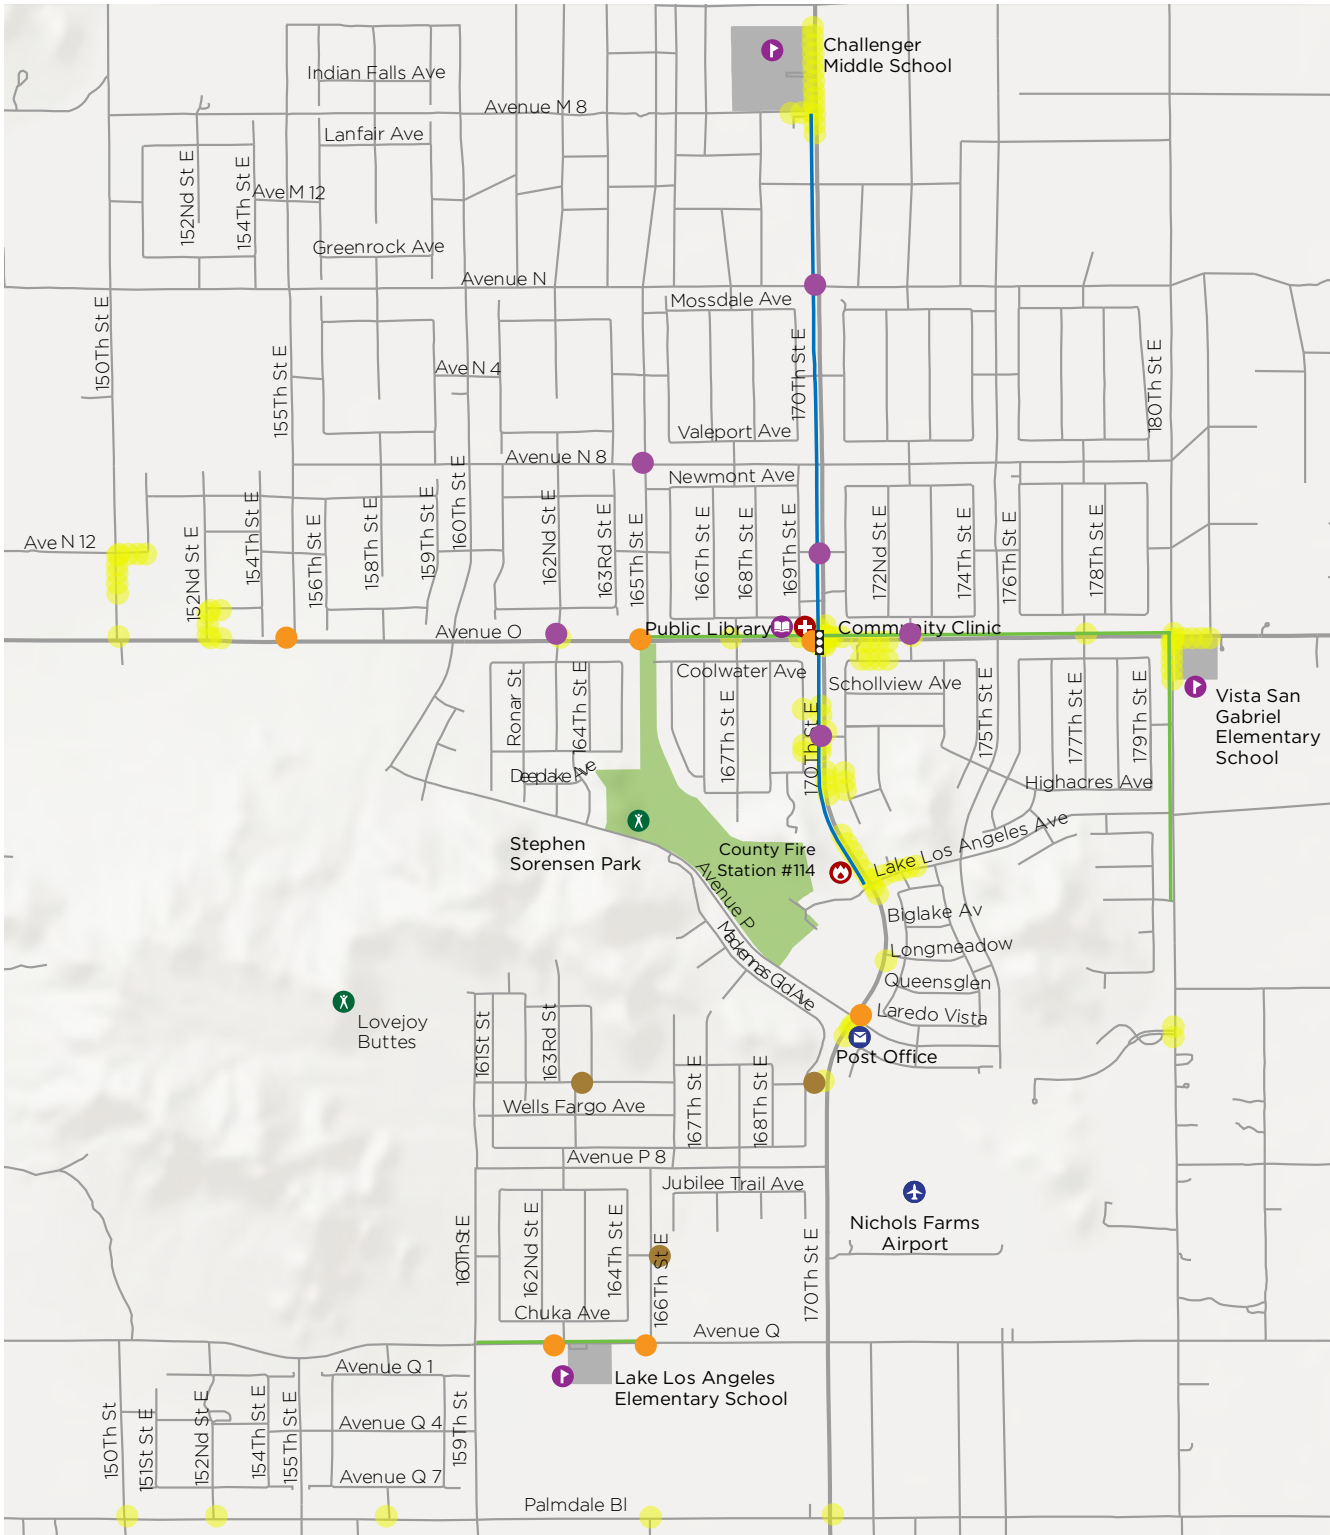 Challenger
Middle School
Indian Falls Ave
Avenue M 8
Lanfair Ave
152Nd St E
154Th St E
Ave M 12
Greenrock Ave
Avenue N
Mossdale Ave
150Th St E
155Th St E
170Th St E
180Th St E
Ave N 4
Valeport Ave
Avenue N 8
Newmont Ave
160Th St E
Ave N 12
152Nd St E
154Th St E
156Th St E
158Th St E
159Th St E
162Nd St E
163Rd St E
165Th St E
166Th St E
168Th St E
169Th St E
172Nd St E
174Th St E
176Th St E
178Th St E
Avenue O
Public Library
Community Clinic
Coolwater Ave
Schollview Ave
Ronar St
164Th St E
167Th St E
170Th St E
175Th St E
177Th St E
179Th St E
Vista San
Gabriel
Elementary
School
Deeplake Ave
Highacres Ave
Stephen
Sorensen Park
County Fire
Station #114
Lake Los Angeles Ave
Avenue P
Biglake Av
Mackennas Gld Ave
Longmeadow
Queensglen
Laredo Vista
Lovejoy
Buttes
161St St
163Rd St
Post Office
Wells Fargo Ave
167Th St E
168Th St E
Avenue P 8
Jubilee Trail Ave
Nichols Farms
Airport
160Th St E
162Nd St E
164Th St E
166Th St E
170Th St E
Chuka Ave
Avenue Q
Lake Los Angeles
Elementary School
Avenue Q 1
150Th St
151St St E
152Nd St E
154Th St E
155Th St E
159Th St
Avenue Q 4
Avenue Q 7
Palmdale Bl